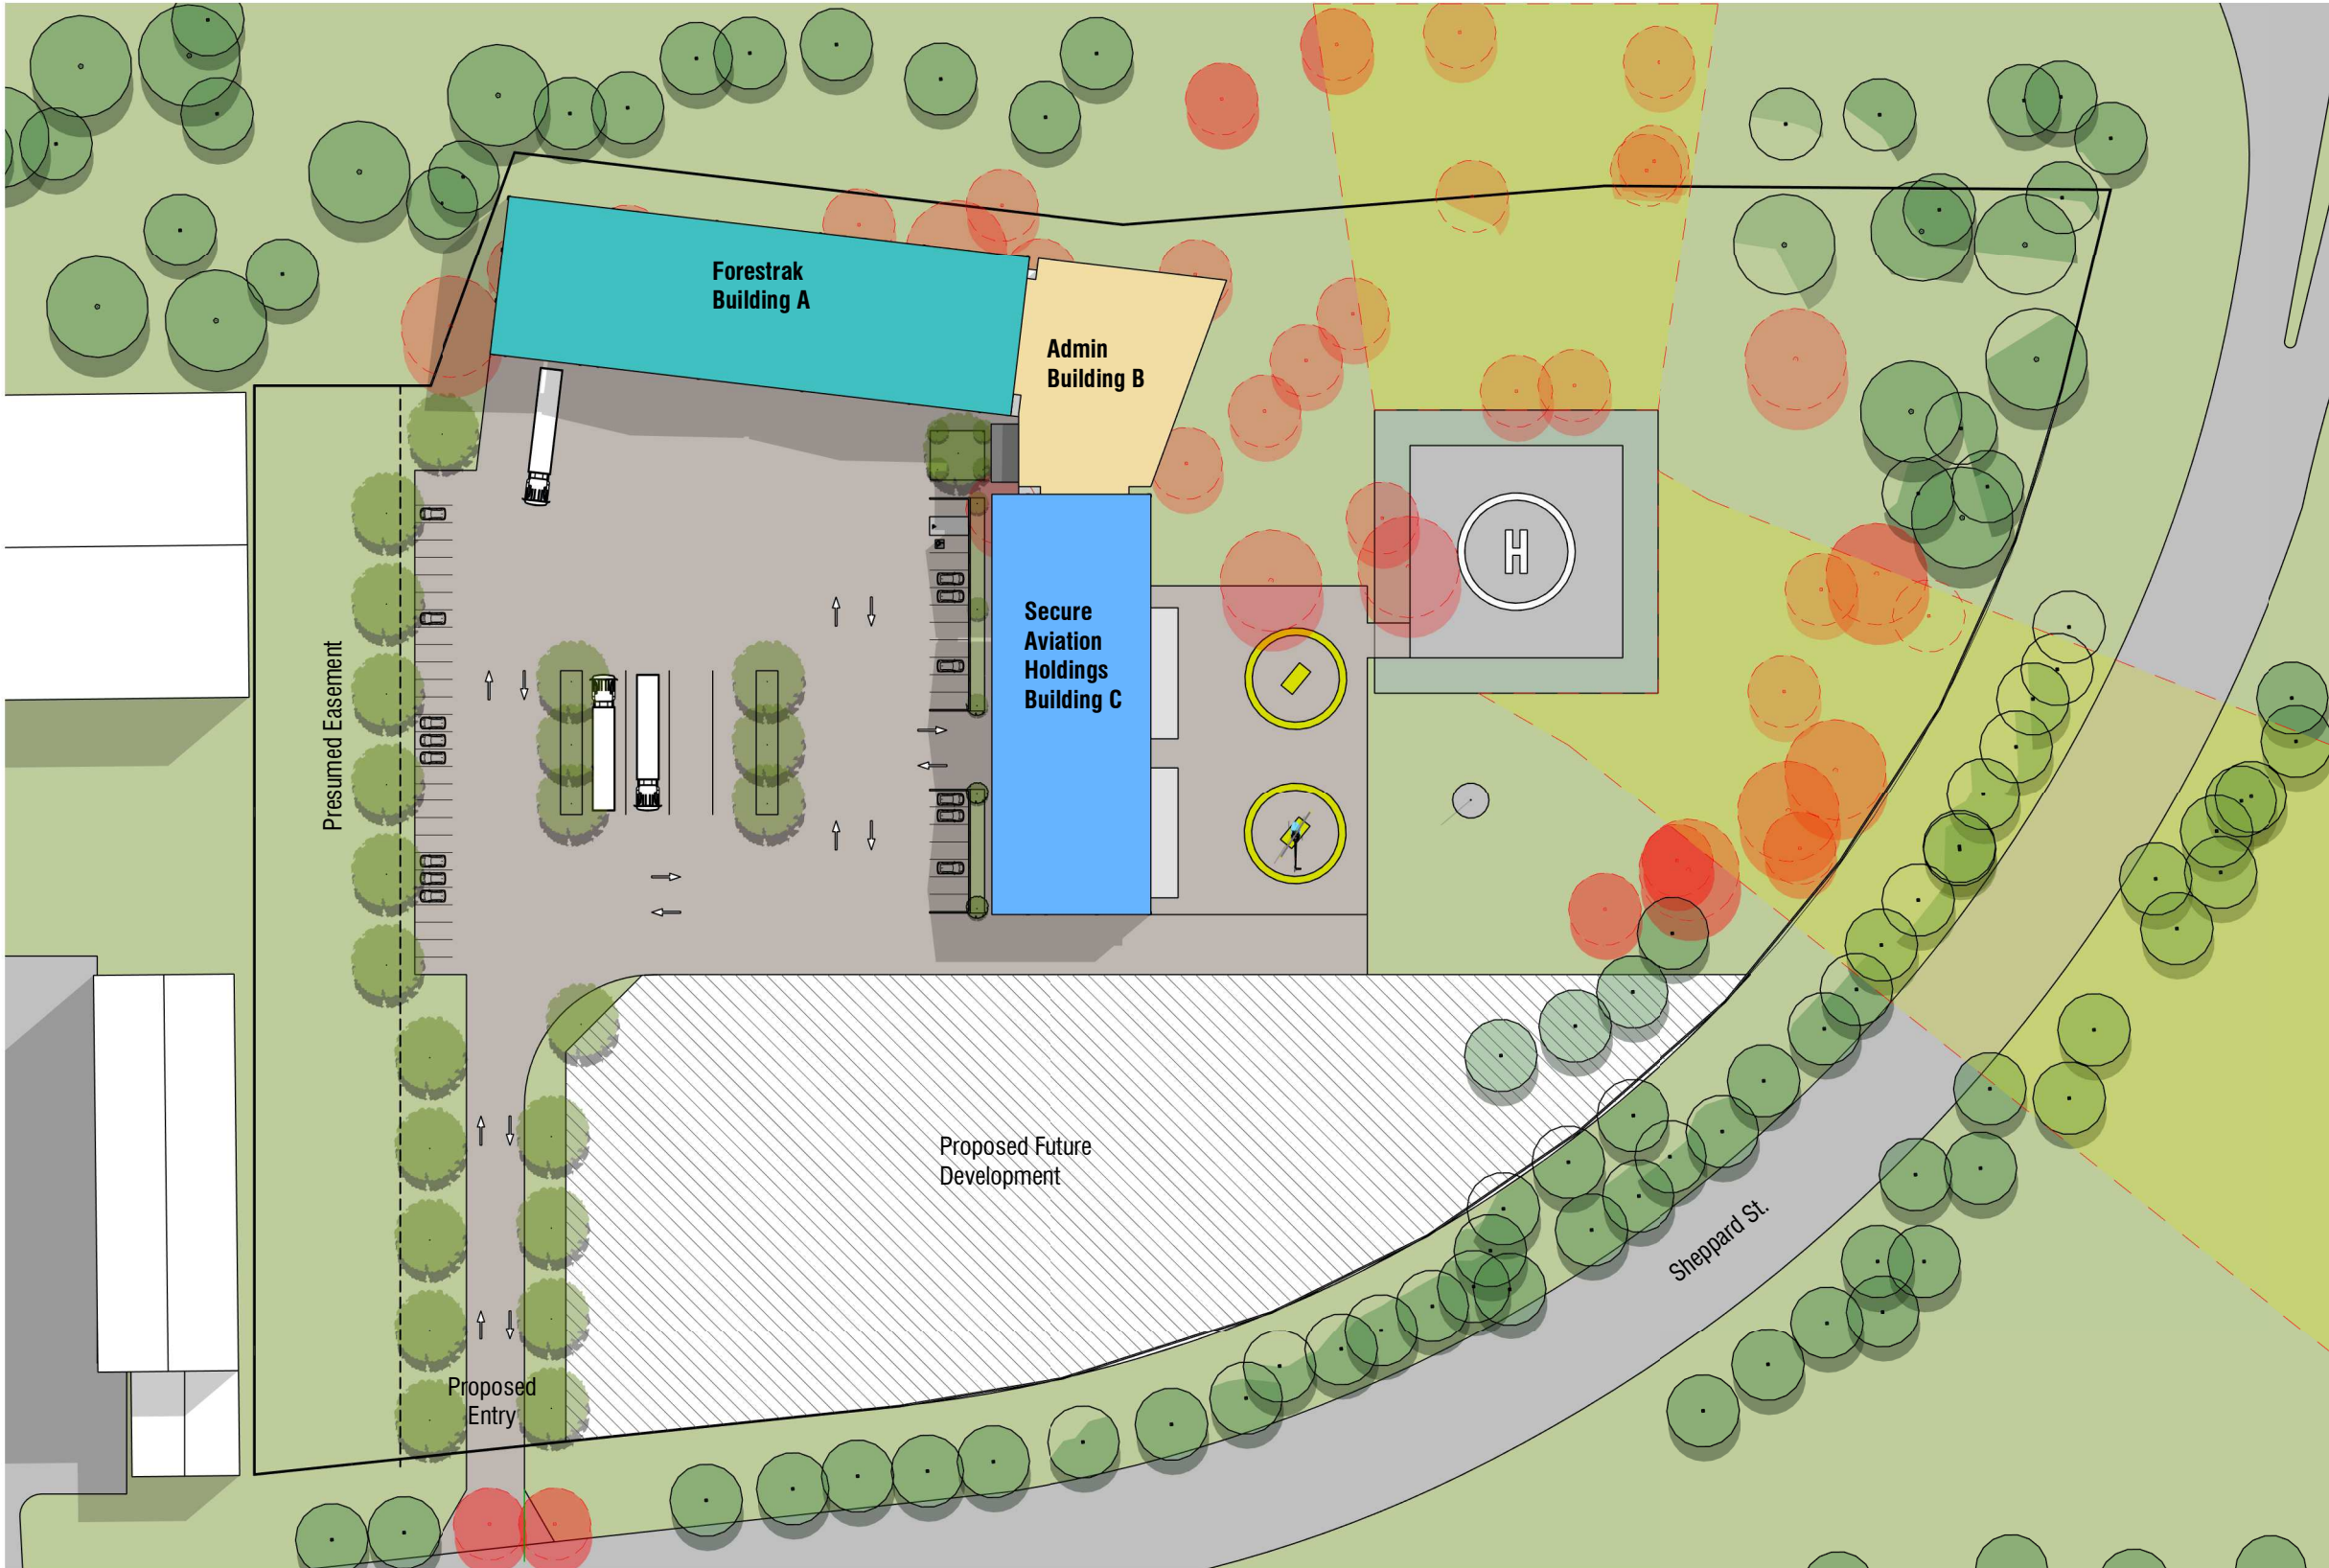 Forestrak
Building A
Admin
Building B
H
Secure
Aviation
Holdings
Building C
Presumed Easement
Proposed Future
Development
Sheppard St.
Proposed
Entry